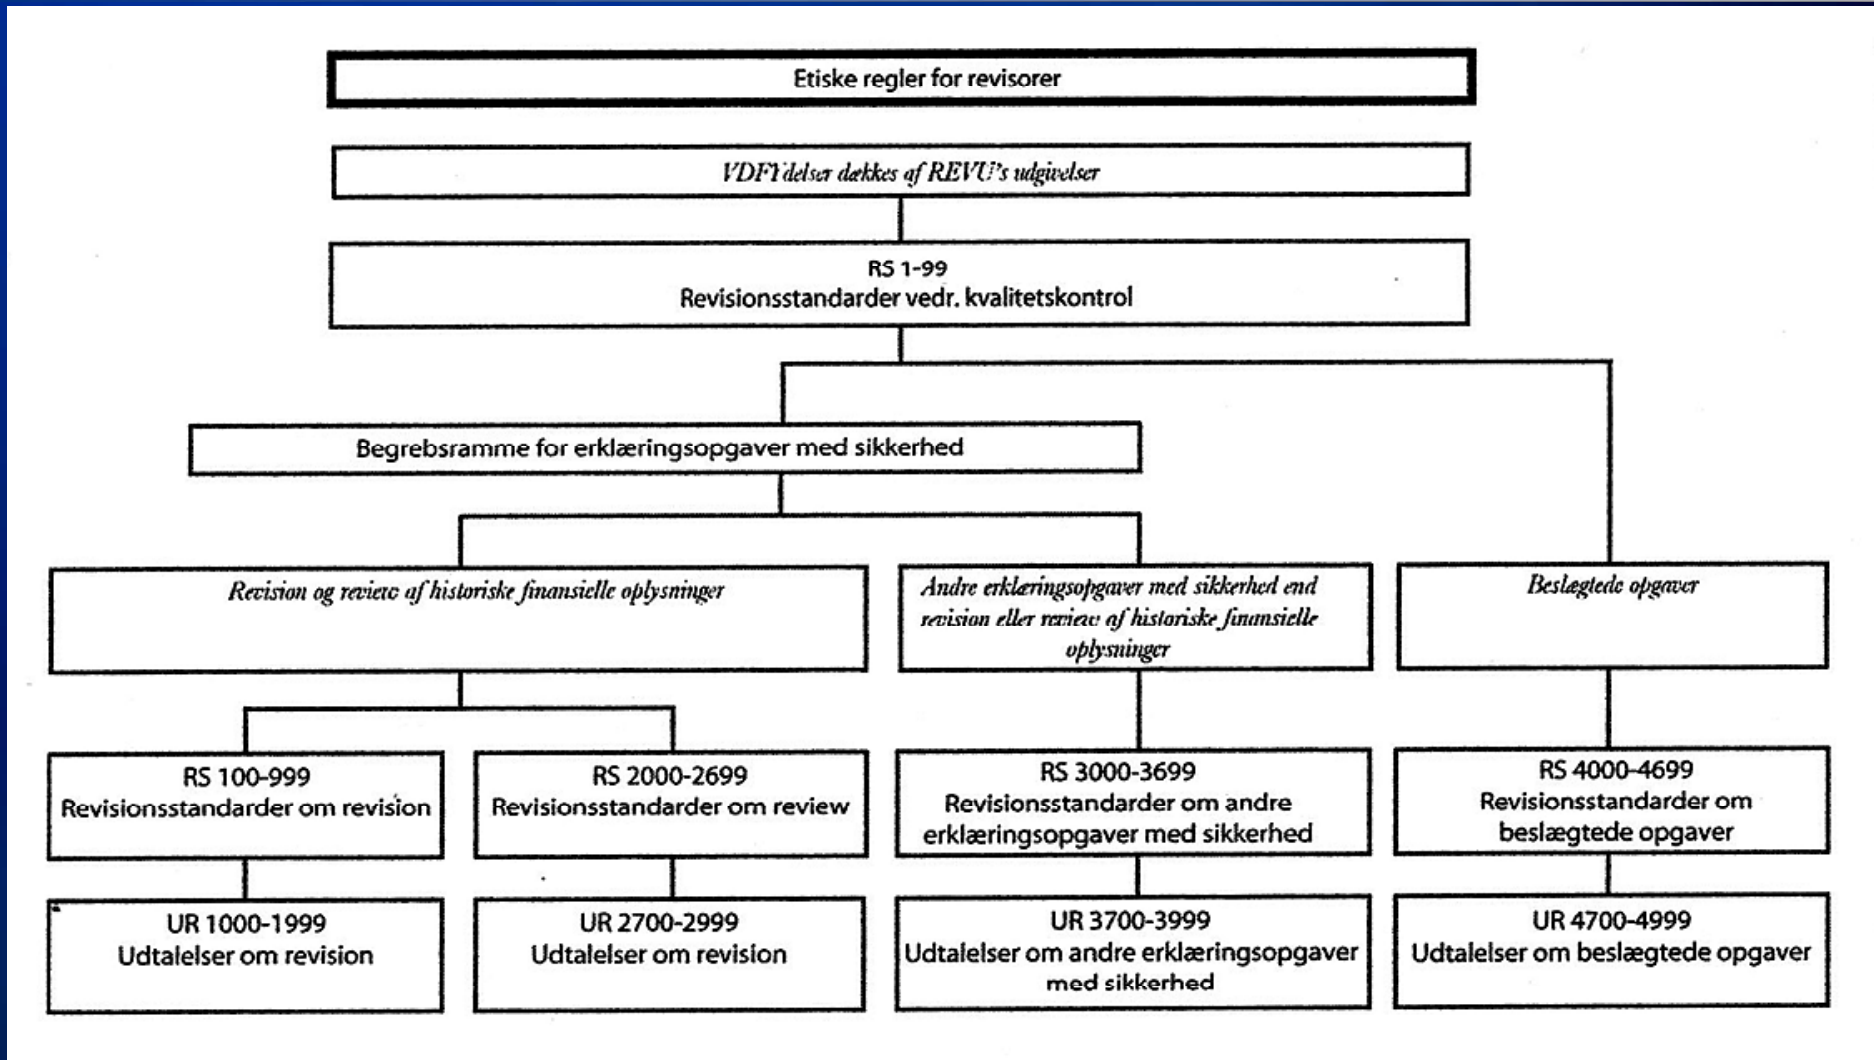 Etiske regler for revisorer
VDFYdelser dækkes af REVU's udgivelser
RS 1-99
Revisionsstandarder vedr. kvalitetskontrol
Begrebsramme for erklæringsopgaver med sikkerhed
Revision og review af historiske finansielle oplysninger
Andre erklæringsopgaver med sikkerhed end
revision eller review af historiske finansielle
oplysninger
Beslægtede opgaver
RS 100-999
Revisionsstandarder om revision
RS 2000-2699
Revisionsstandarder om review
RS 3000-3699
Revisionsstandarder om andre
erklæringsopgaver med sikkerhed
RS 4000-4699
Revisionsstandarder om
beslægtede opgaver
UR 1000-1999
Udtalelser om revision
UR 2700-2999
Udtalelser om revision
UR 3700-3999
Udtalelser om andre erklæringsopgaver
med sikkerhed
UR 4700-4999
Udtalelser om beslægtede opgaver